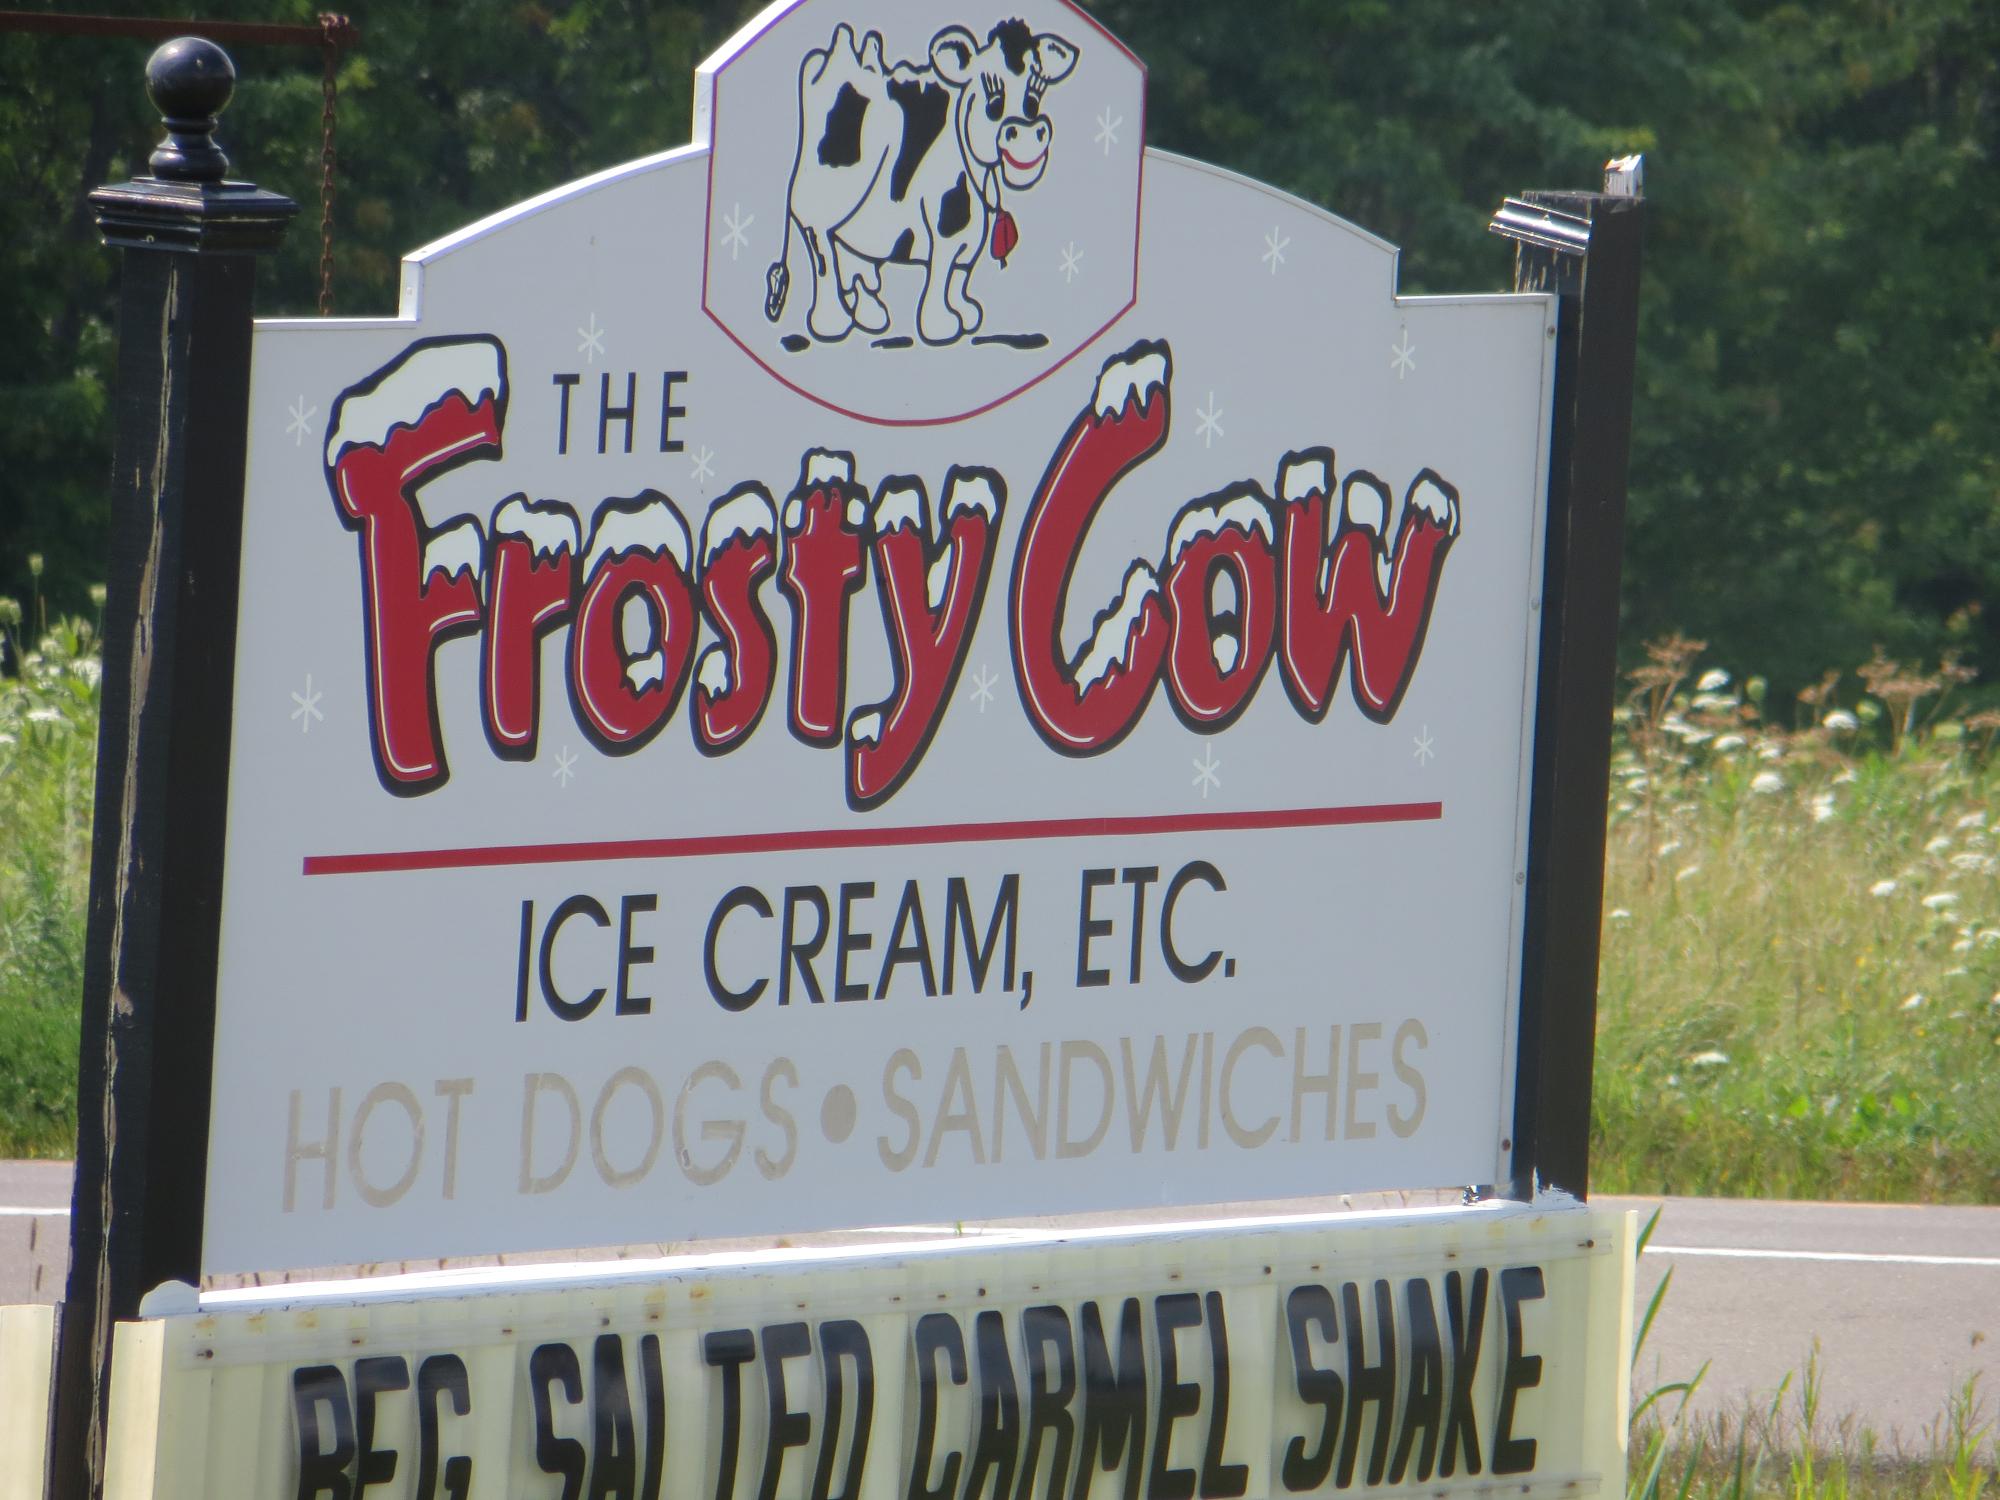 THE
Frosty Cow
ICE CREAM, ETC.
HOT DOGS • SANDWICHES
REG SALTED CARMEL SHAKE